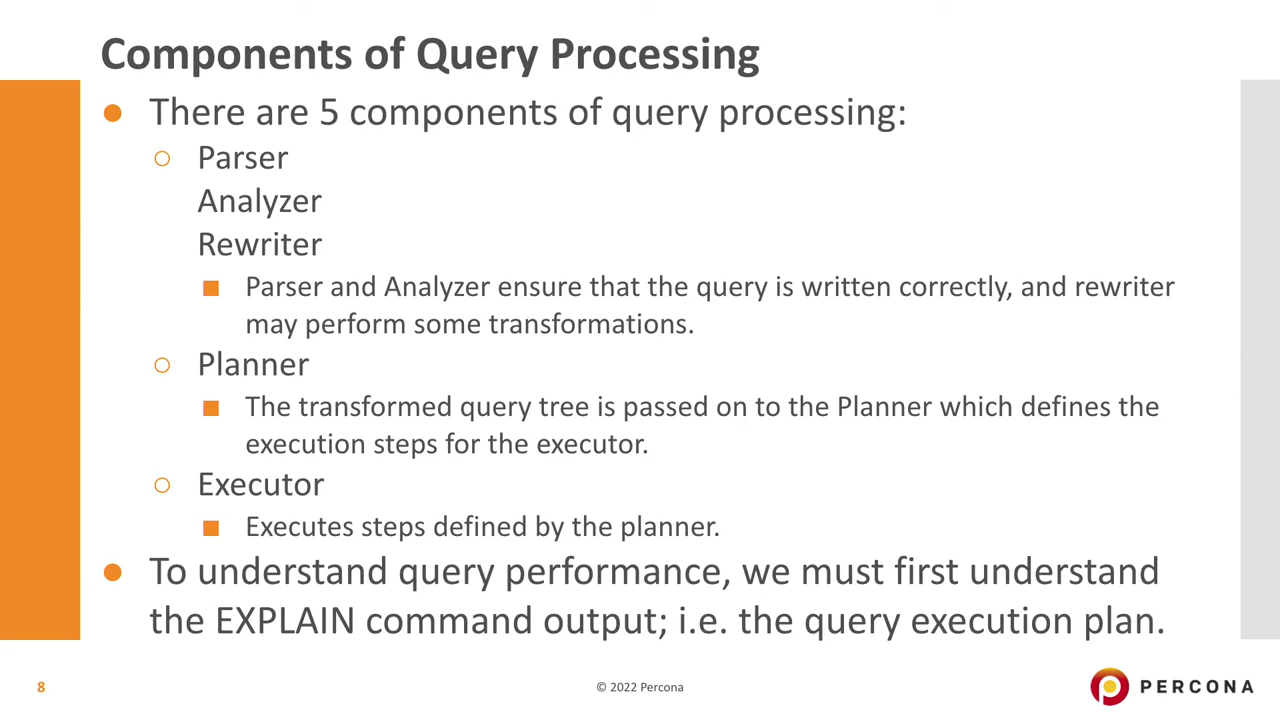 Components of Query Processing
● There are 5 components of query processing:
○ Parser
Analyzer
Rewriter
■ Parser and Analyzer ensure that the query is written correctly, and rewriter
may perform some transformations.
○ Planner
■ The transformed query tree is passed on to the Planner which defines the
execution steps for the executor.
○ Executor
■ Executes steps defined by the planner.
● To understand query performance, we must first understand
the EXPLAIN command output; i.e. the query execution plan.
8
© 2022 Percona
PERCONA